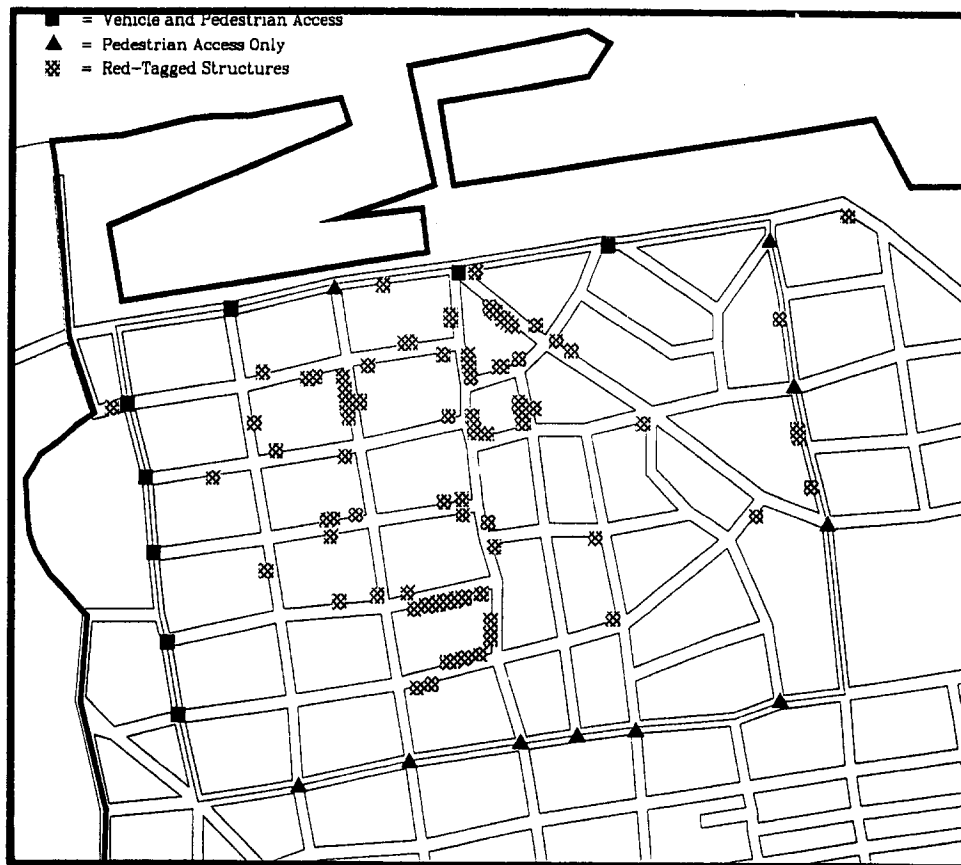 ■ = Vehicle and Pedestrian Access
▲ = Pedestrian Access Only
▩ = Red-Tagged Structures